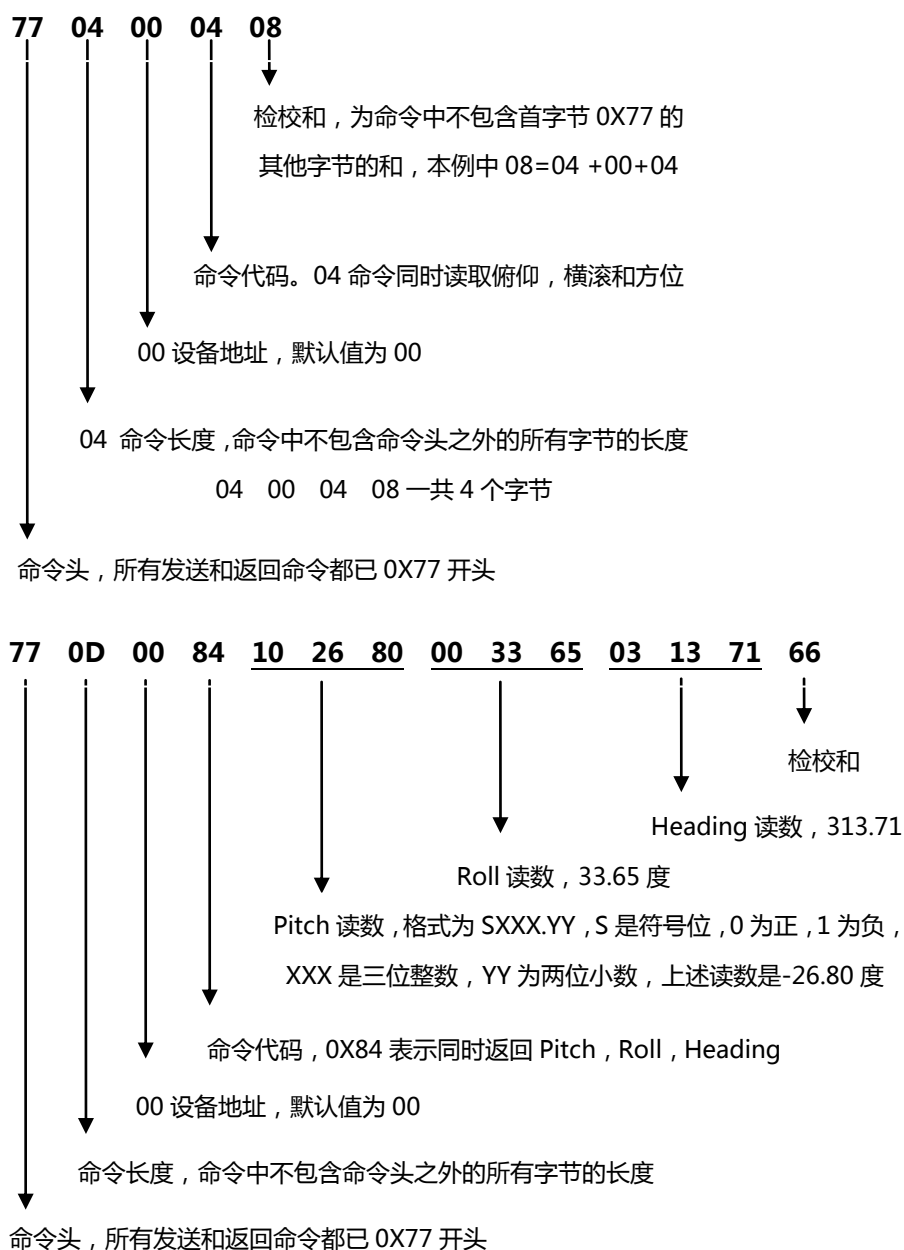 77 04 00 04 08
检校和，为命令中不包含首字节 0X77 的
其他字节的和，本例中 08=04 +00+04
命令代码。04 命令同时读取俯仰，横滚和方位
00 设备地址，默认值为 00
04 命令长度，命令中不包含命令头之外的所有字节的长度
04 00 04 08 一共 4 个字节
命令头，所有发送和返回命令都已 0X77 开头
77 0D 00 84 10 26 80 00 33 65 03 13 71 66
检校和
Heading 读数，313.71
Roll 读数，33.65 度
Pitch 读数，格式为 SXXX.YY，S 是符号位，0 为正，1 为负，
XXX 是三位整数，YY 为两位小数，上述读数是-26.80 度
命令代码，0X84 表示同时返回 Pitch，Roll，Heading
00 设备地址，默认值为 00
命令长度，命令中不包含命令头之外的所有字节的长度
命令头，所有发送和返回命令都已 0X77 开头